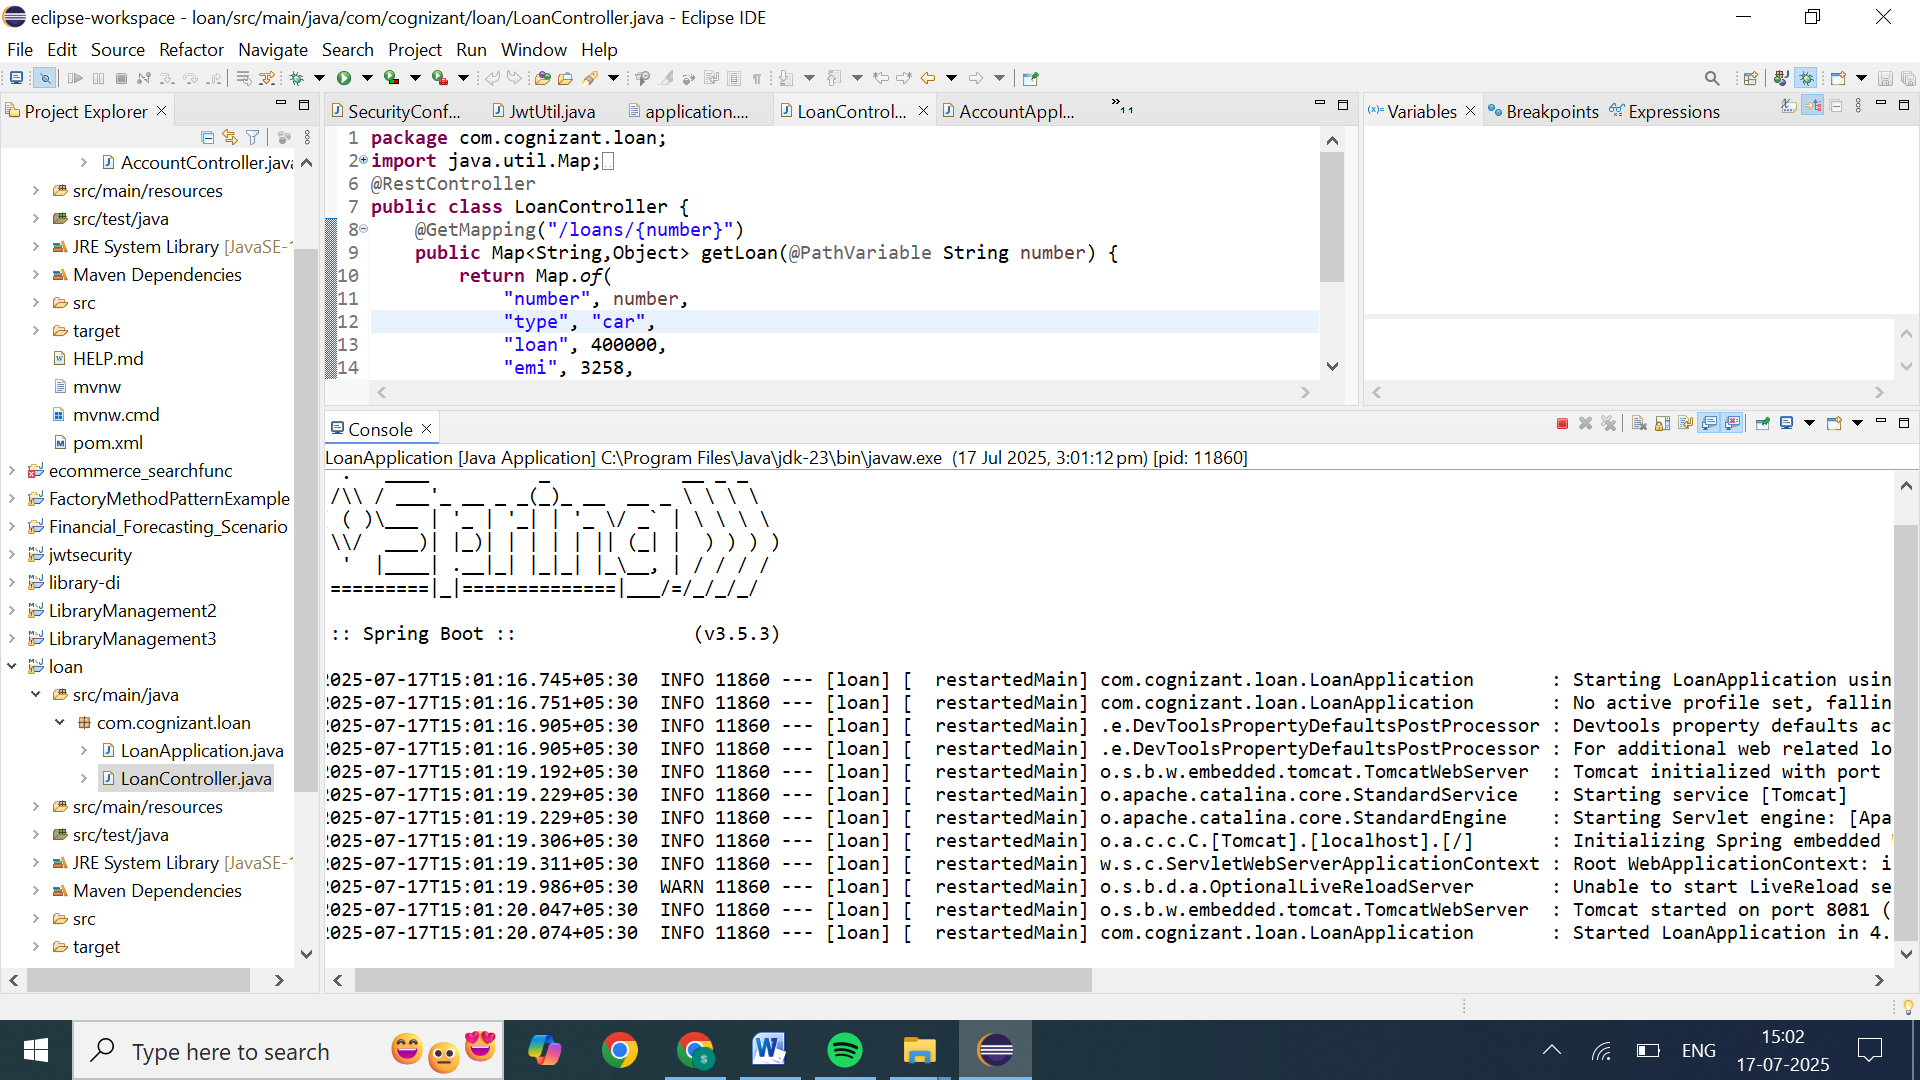 eclipse-workspace - loan/src/main/java/com/cognizant/loan/LoanController.java - Eclipse IDE
File Edit Source Refactor Navigate Search Project Run Window Help
Project Explorer
AccountController.java
src/main/resources
src/test/java
JRE System Library [JavaSE-1
Maven Dependencies
src
target
HELP.md
mvnw
mvnw.cmd
pom.xml
ecommerce_searchfunc
FactoryMethodPatternExample
Financial_Forecasting_Scenario
jwtsecurity
library-di
LibraryManagement2
LibraryManagement3
loan
src/main/java
com.cognizant.loan
LoanApplication.java
LoanController.java
src/main/resources
src/test/java
JRE System Library [JavaSE-1
Maven Dependencies
src
target
SecurityConf... JwtUtil.java application.... LoanControl... AccountAppl... »11
1 package com.cognizant.loan;
2 import java.util.Map;
6 @RestController
7 public class LoanController {
8 @GetMapping("/loans/{number}")
9 public Map<String,Object> getLoan(@PathVariable String number) {
10 return Map.of(
11 "number", number,
12 "type", "car",
13 "loan", 400000,
14 "emi", 3258,
(x)= Variables Breakpoints Expressions
Console
LoanApplication [Java Application] C:\Program Files\Java\jdk-23\bin\javaw.exe (17 Jul 2025, 3:01:12 pm) [pid: 11860]
Spring
:: Spring Boot :: (v3.5.3)
2025-07-17T15:01:16.745+05:30 INFO 11860 --- [loan] [ restartedMain] com.cognizant.loan.LoanApplication : Starting LoanApplication usin
2025-07-17T15:01:16.751+05:30 INFO 11860 --- [loan] [ restartedMain] com.cognizant.loan.LoanApplication : No active profile set, fallin
2025-07-17T15:01:16.905+05:30 INFO 11860 --- [loan] [ restartedMain] .e.DevToolsPropertyDefaultsPostProcessor : Devtools property defaults ac
2025-07-17T15:01:16.905+05:30 INFO 11860 --- [loan] [ restartedMain] .e.DevToolsPropertyDefaultsPostProcessor : For additional web related lo
2025-07-17T15:01:19.192+05:30 INFO 11860 --- [loan] [ restartedMain] o.s.b.w.embedded.tomcat.TomcatWebServer : Tomcat initialized with port
2025-07-17T15:01:19.229+05:30 INFO 11860 --- [loan] [ restartedMain] o.apache.catalina.core.StandardService : Starting service [Tomcat]
2025-07-17T15:01:19.229+05:30 INFO 11860 --- [loan] [ restartedMain] o.apache.catalina.core.StandardEngine : Starting Servlet engine: [Apa
2025-07-17T15:01:19.306+05:30 INFO 11860 --- [loan] [ restartedMain] o.a.c.c.C.[Tomcat].[localhost].[/] : Initializing Spring embedded
2025-07-17T15:01:19.311+05:30 INFO 11860 --- [loan] [ restartedMain] w.s.c.ServletWebServerApplicationContext : Root WebApplicationContext: i
2025-07-17T15:01:19.986+05:30 WARN 11860 --- [loan] [ restartedMain] o.s.b.d.a.OptionalLiveReloadServer : Unable to start LiveReload se
2025-07-17T15:01:20.047+05:30 INFO 11860 --- [loan] [ restartedMain] o.s.b.w.embedded.tomcat.TomcatWebServer : Tomcat started on port 8081 (
2025-07-17T15:01:20.074+05:30 INFO 11860 --- [loan] [ restartedMain] com.cognizant.loan.LoanApplication : Started LoanApplication in 4.
Type here to search
ENG
15:02
17-07-2025